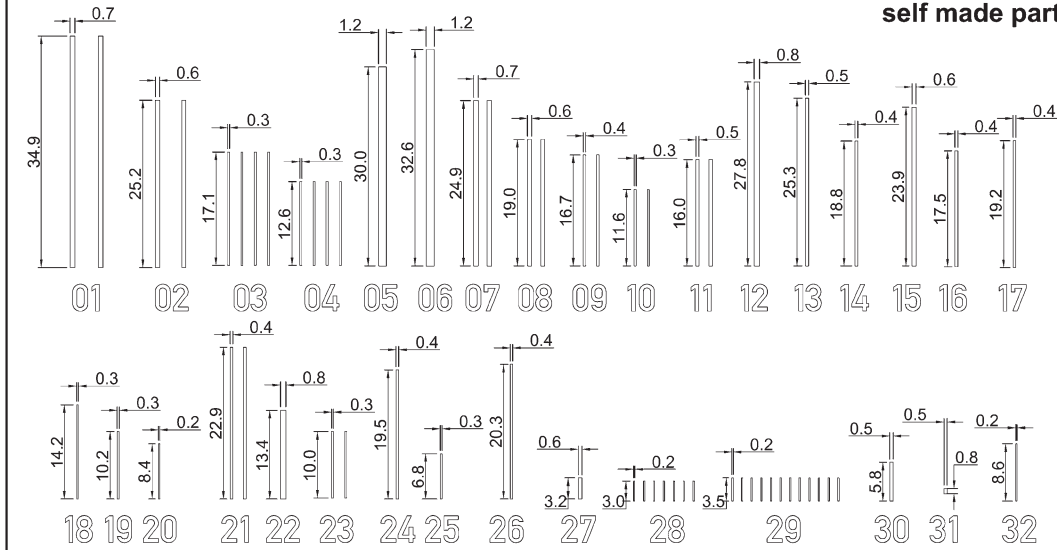 self made part
0.7 0.6 0.3 0.3 1.2 1.2 0.7 0.6 0.4 0.3 0.5 0.8 0.5 0.4 0.6 0.4 0.4
34.9 25.2 17.1 12.6 30.0 32.6 24.9 19.0 16.7 11.6 16.0 27.8 25.3 18.8 23.9 17.5 19.2
01 02 03 04 05 06 07 08 09 10 11 12 13 14 15 16 17
0.3 0.3 0.2 0.4 0.8 0.3 0.4 0.3 0.4 0.6 0.2 0.2 0.5 0.5 0.8 0.2
14.2 10.2 8.4 22.9 13.4 10.0 19.5 6.8 20.3 3.2 3.0 3.5 5.8 8.6
18 19 20 21 22 23 24 25 26 27 28 29 30 31 32